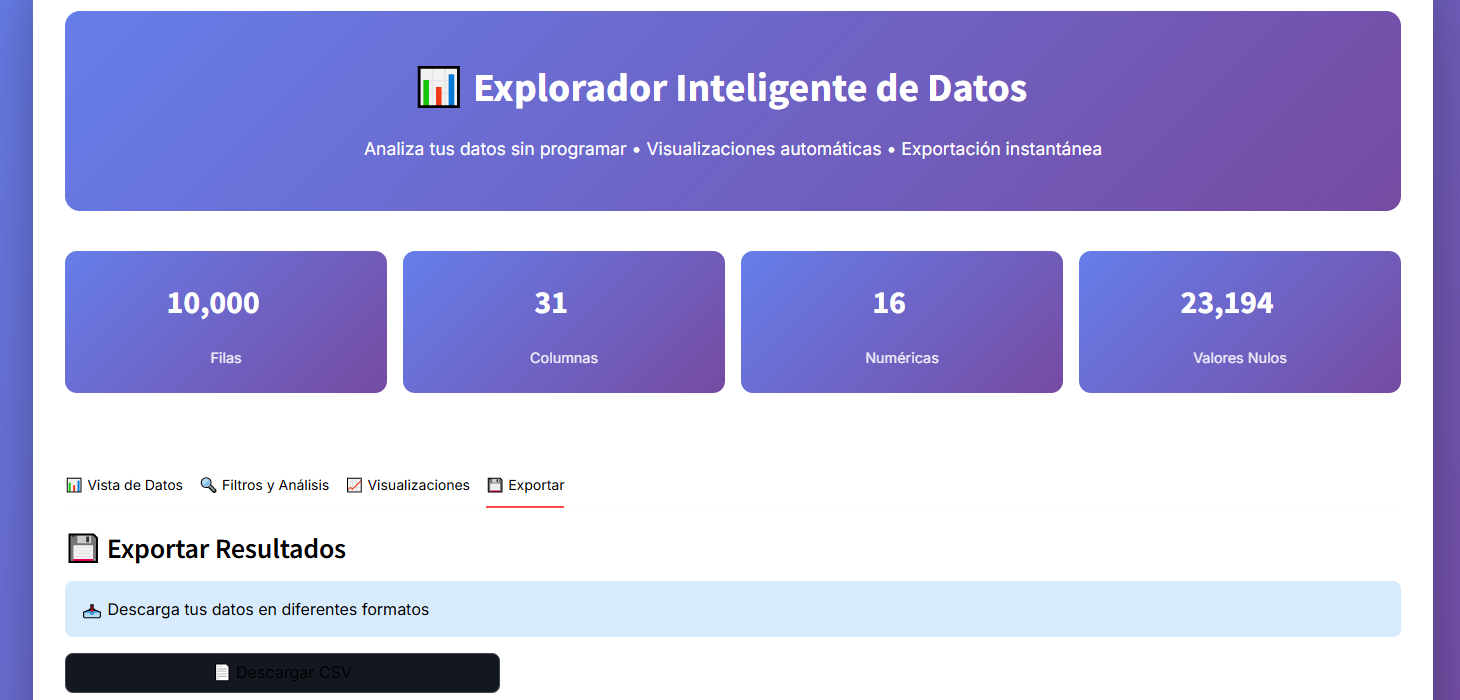 📊 Explorador Inteligente de Datos
Analiza tus datos sin programar • Visualizaciones automáticas • Exportación instantánea
10,000
Filas
31
Columnas
16
Numéricas
23,194
Valores Nulos
📊 Vista de Datos 🔍 Filtros y Análisis 📈 Visualizaciones 💾 Exportar
💾 Exportar Resultados
📥 Descarga tus datos en diferentes formatos
📄 Descargar CSV